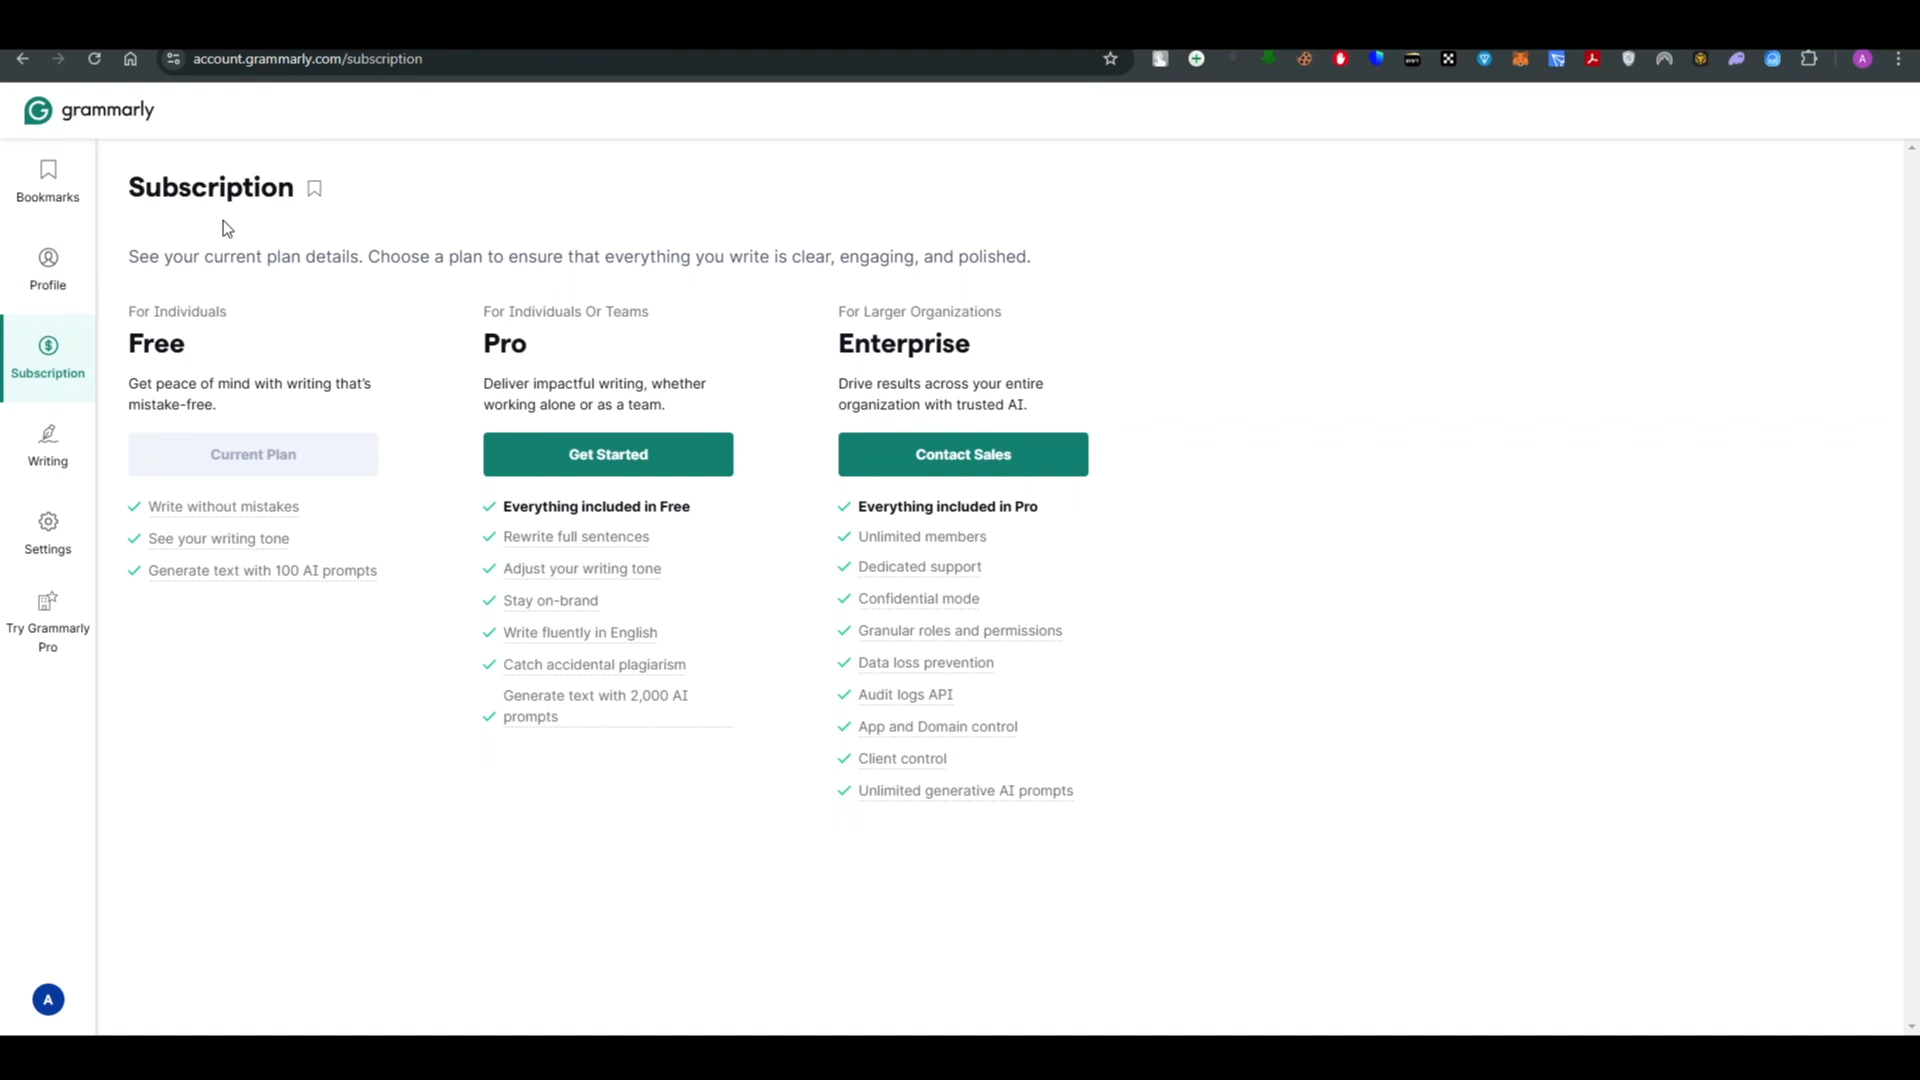 account.grammarly.com/subscription
grammarly
Bookmarks
Profile
Subscription
Writing
Settings
Try Grammarly
Pro
A
Subscription
See your current plan details. Choose a plan to ensure that everything you write is clear, engaging, and polished.
For Individuals
Free
Get peace of mind with writing that's
mistake-free.
Current Plan
Write without mistakes
See your writing tone
Generate text with 100 AI prompts
For Individuals Or Teams
Pro
Deliver impactful writing, whether
working alone or as a team.
Get Started
Everything included in Free
Rewrite full sentences
Adjust your writing tone
Stay on-brand
Write fluently in English
Catch accidental plagiarism
Generate text with 2,000 AI
prompts
For Larger Organizations
Enterprise
Drive results across your entire
organization with trusted AI.
Contact Sales
Everything included in Pro
Unlimited members
Dedicated support
Confidential mode
Granular roles and permissions
Data loss prevention
Audit logs API
App and Domain control
Client control
Unlimited generative AI prompts